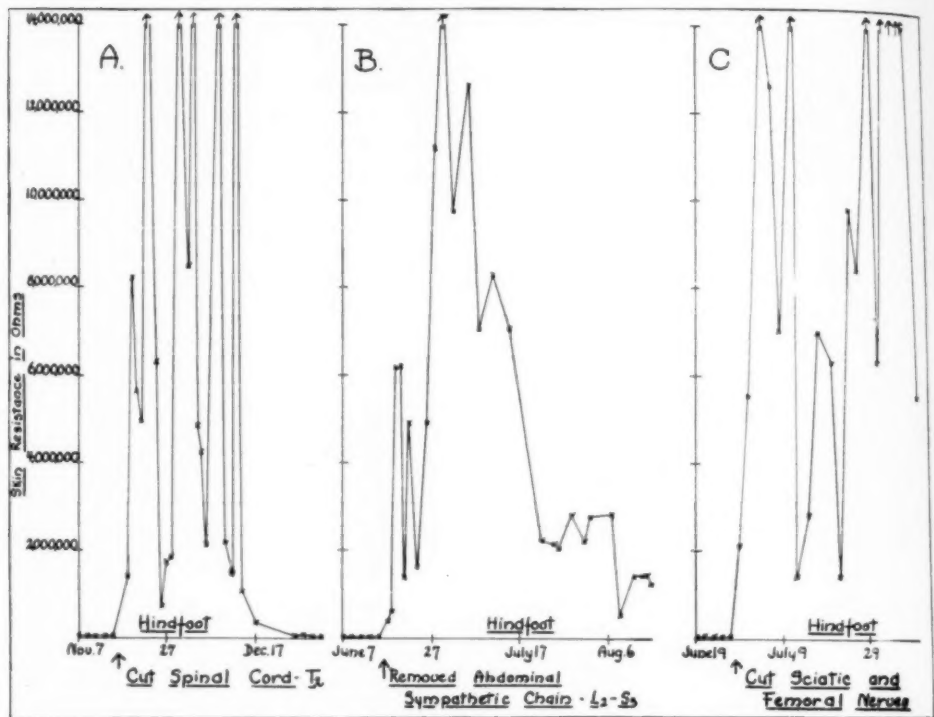 A.
B.
C
14,000,000
12,000,000
10,000,000
8,000,000
6,000,000
4,000,000
2,000,000
Skin Resistance in Ohms
Hindfoot
Hindfoot
Hindfoot
Nov.7 27 Dec.17
June 7 27 July 17 Aug.6
June 19 July 9 29
Cut Spinal Cord-
Removed Abdominal
Sympathetic Chain - L2-S3
Cut Sciatic and
Femoral Nerves